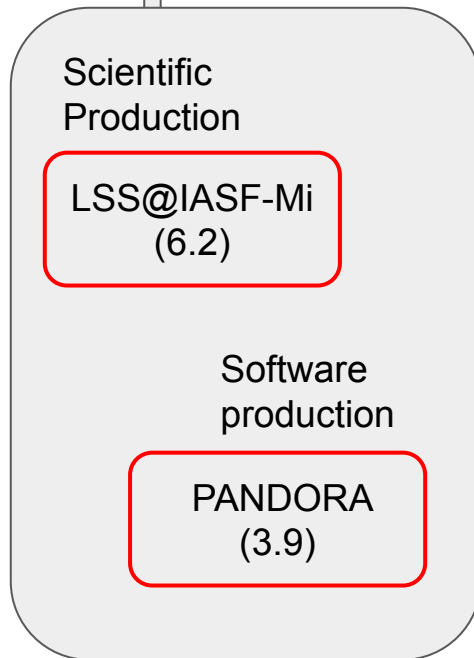 Scientific
Production
LSS@IASF-Mi
(6.2)
Software
production
PANDORA
(3.9)